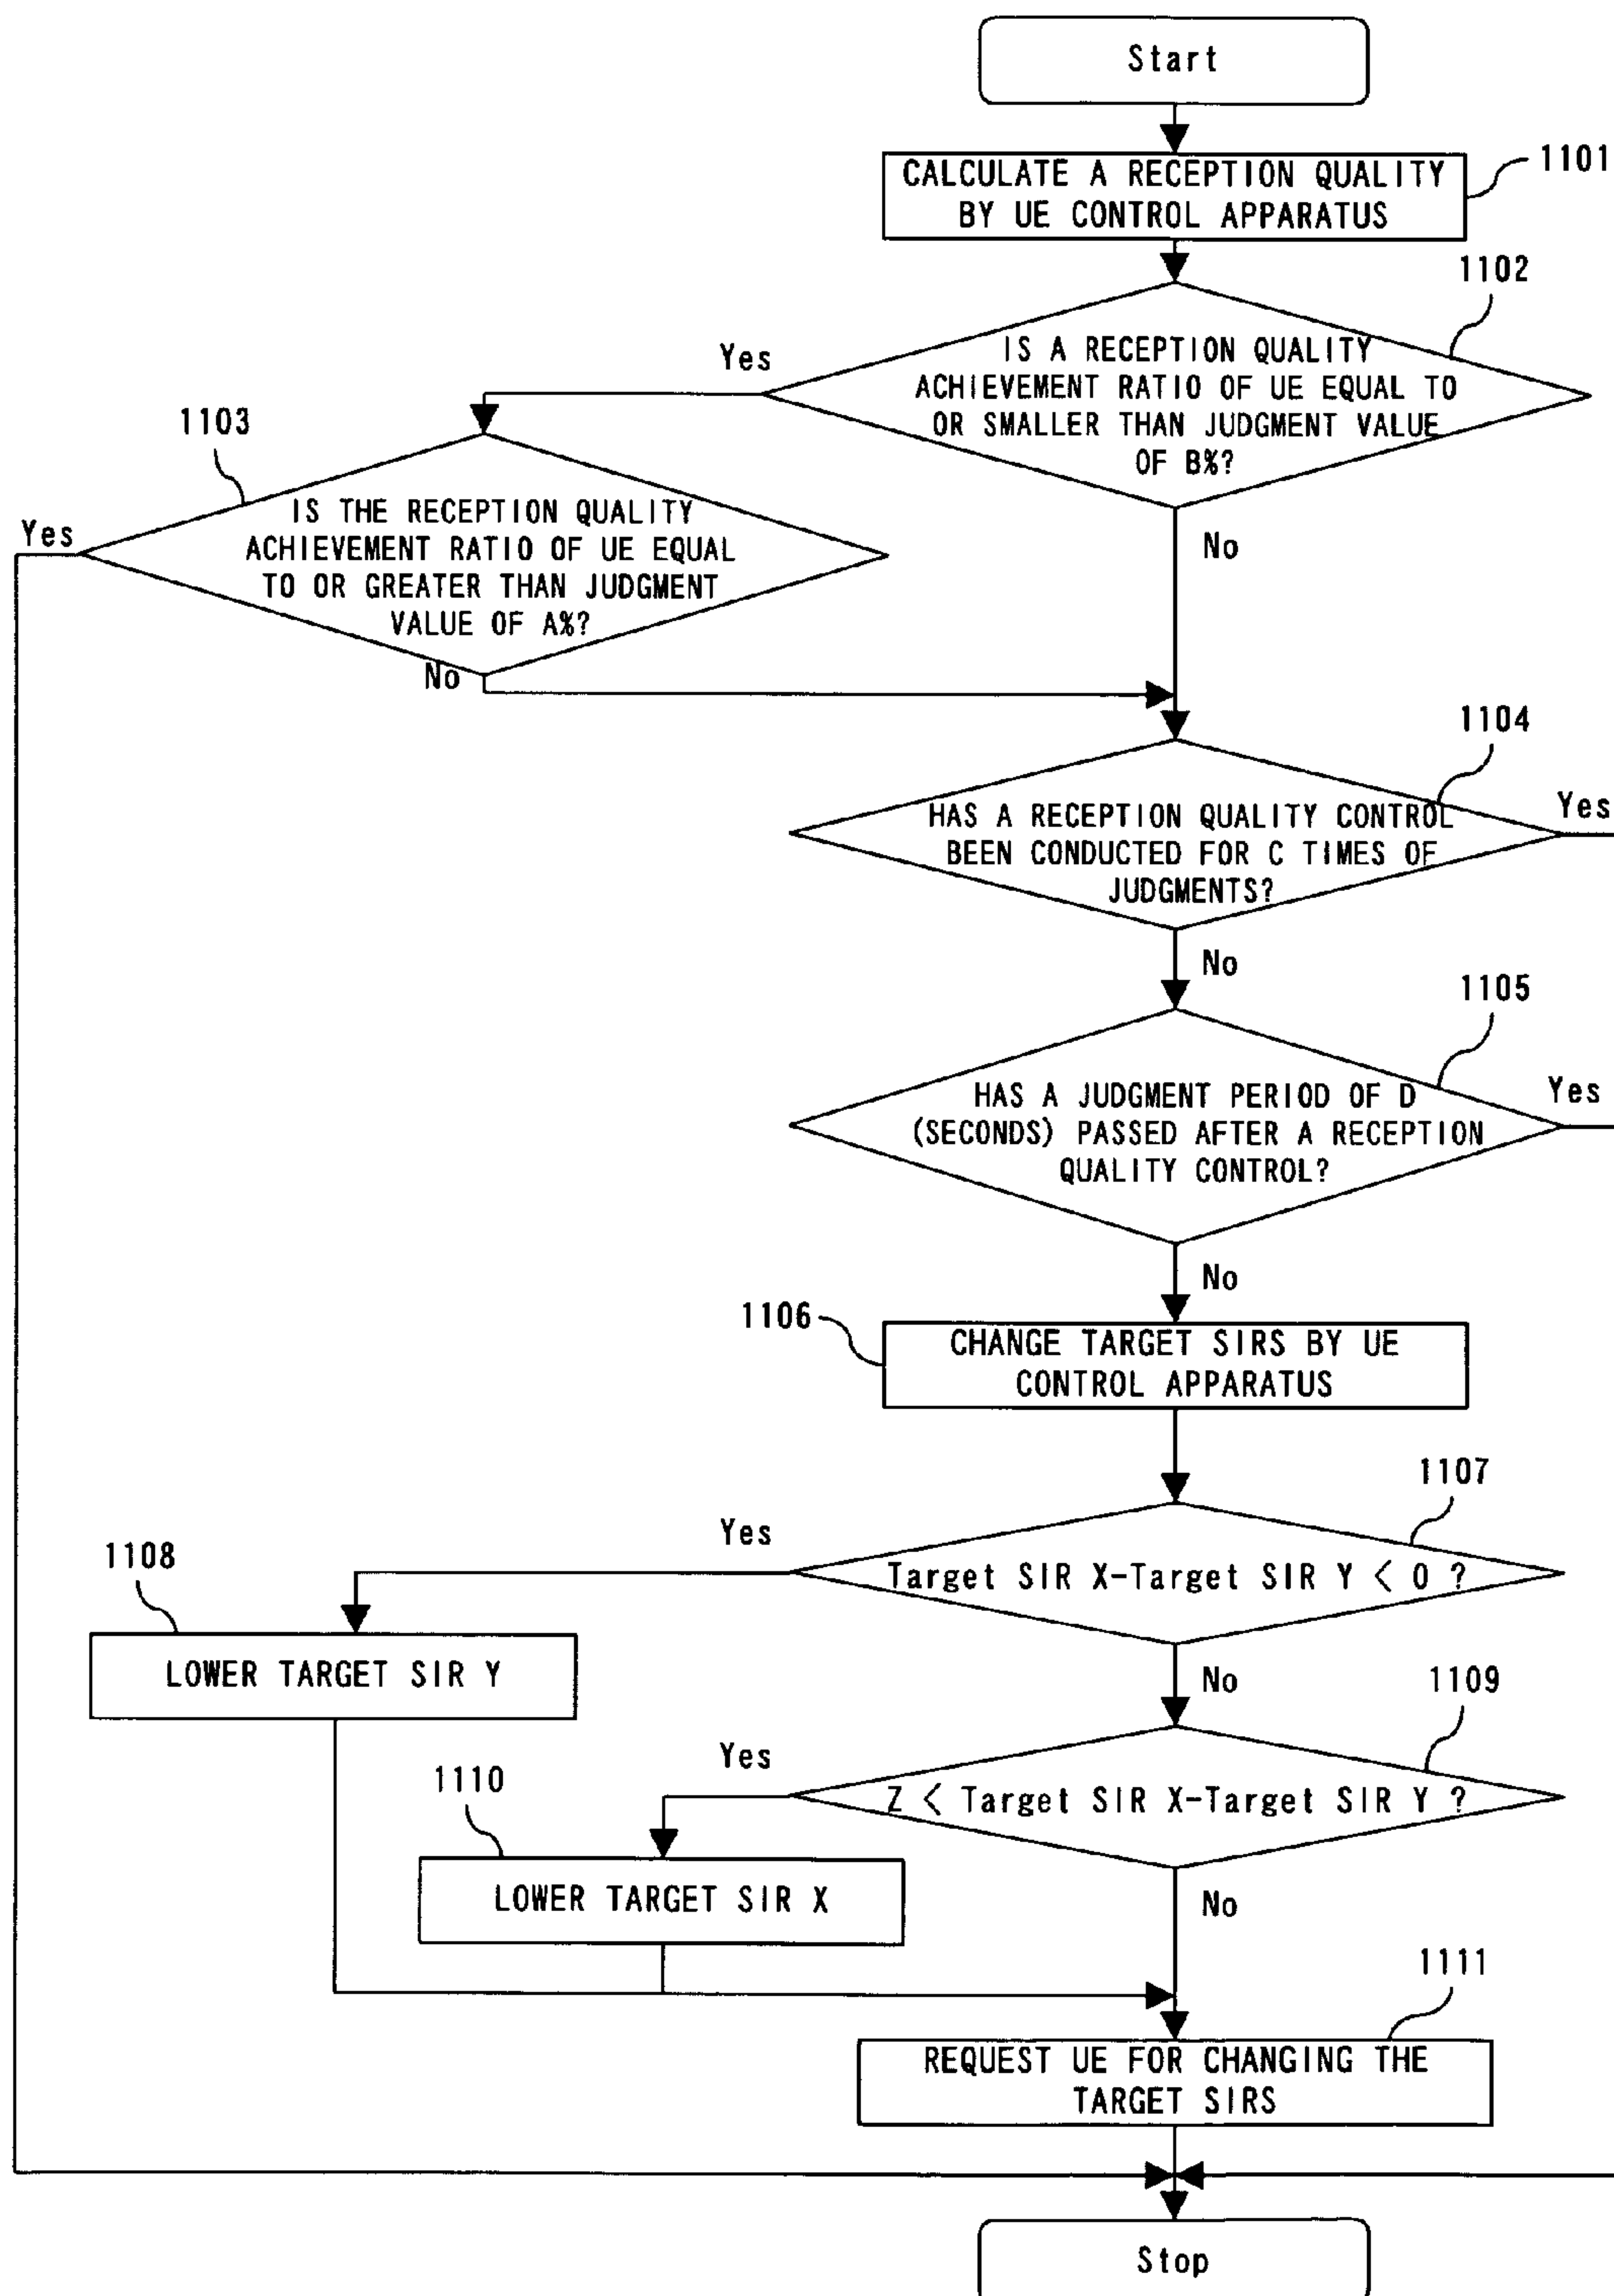 Start
CALCULATE A RECEPTION QUALITY
BY UE CONTROL APPARATUS
1101
1102
IS A RECEPTION QUALITY
ACHIEVEMENT RATIO OF UE EQUAL TO
OR SMALLER THAN JUDGMENT VALUE
OF B%?
Yes
No
1103
IS THE RECEPTION QUALITY
ACHIEVEMENT RATIO OF UE EQUAL
TO OR GREATER THAN JUDGMENT
VALUE OF A%?
Yes
No
1104
HAS A RECEPTION QUALITY CONTROL
BEEN CONDUCTED FOR C TIMES OF
JUDGMENTS?
Yes
No
1105
HAS A JUDGMENT PERIOD OF D
(SECONDS) PASSED AFTER A RECEPTION
QUALITY CONTROL?
Yes
No
1106
CHANGE TARGET SIRS BY UE
CONTROL APPARATUS
1107
Target SIR X-Target SIR Y < 0 ?
Yes
No
1108
LOWER TARGET SIR Y
1109
Z < Target SIR X-Target SIR Y ?
Yes
No
1110
LOWER TARGET SIR X
1111
REQUEST UE FOR CHANGING THE
TARGET SIRS
Stop